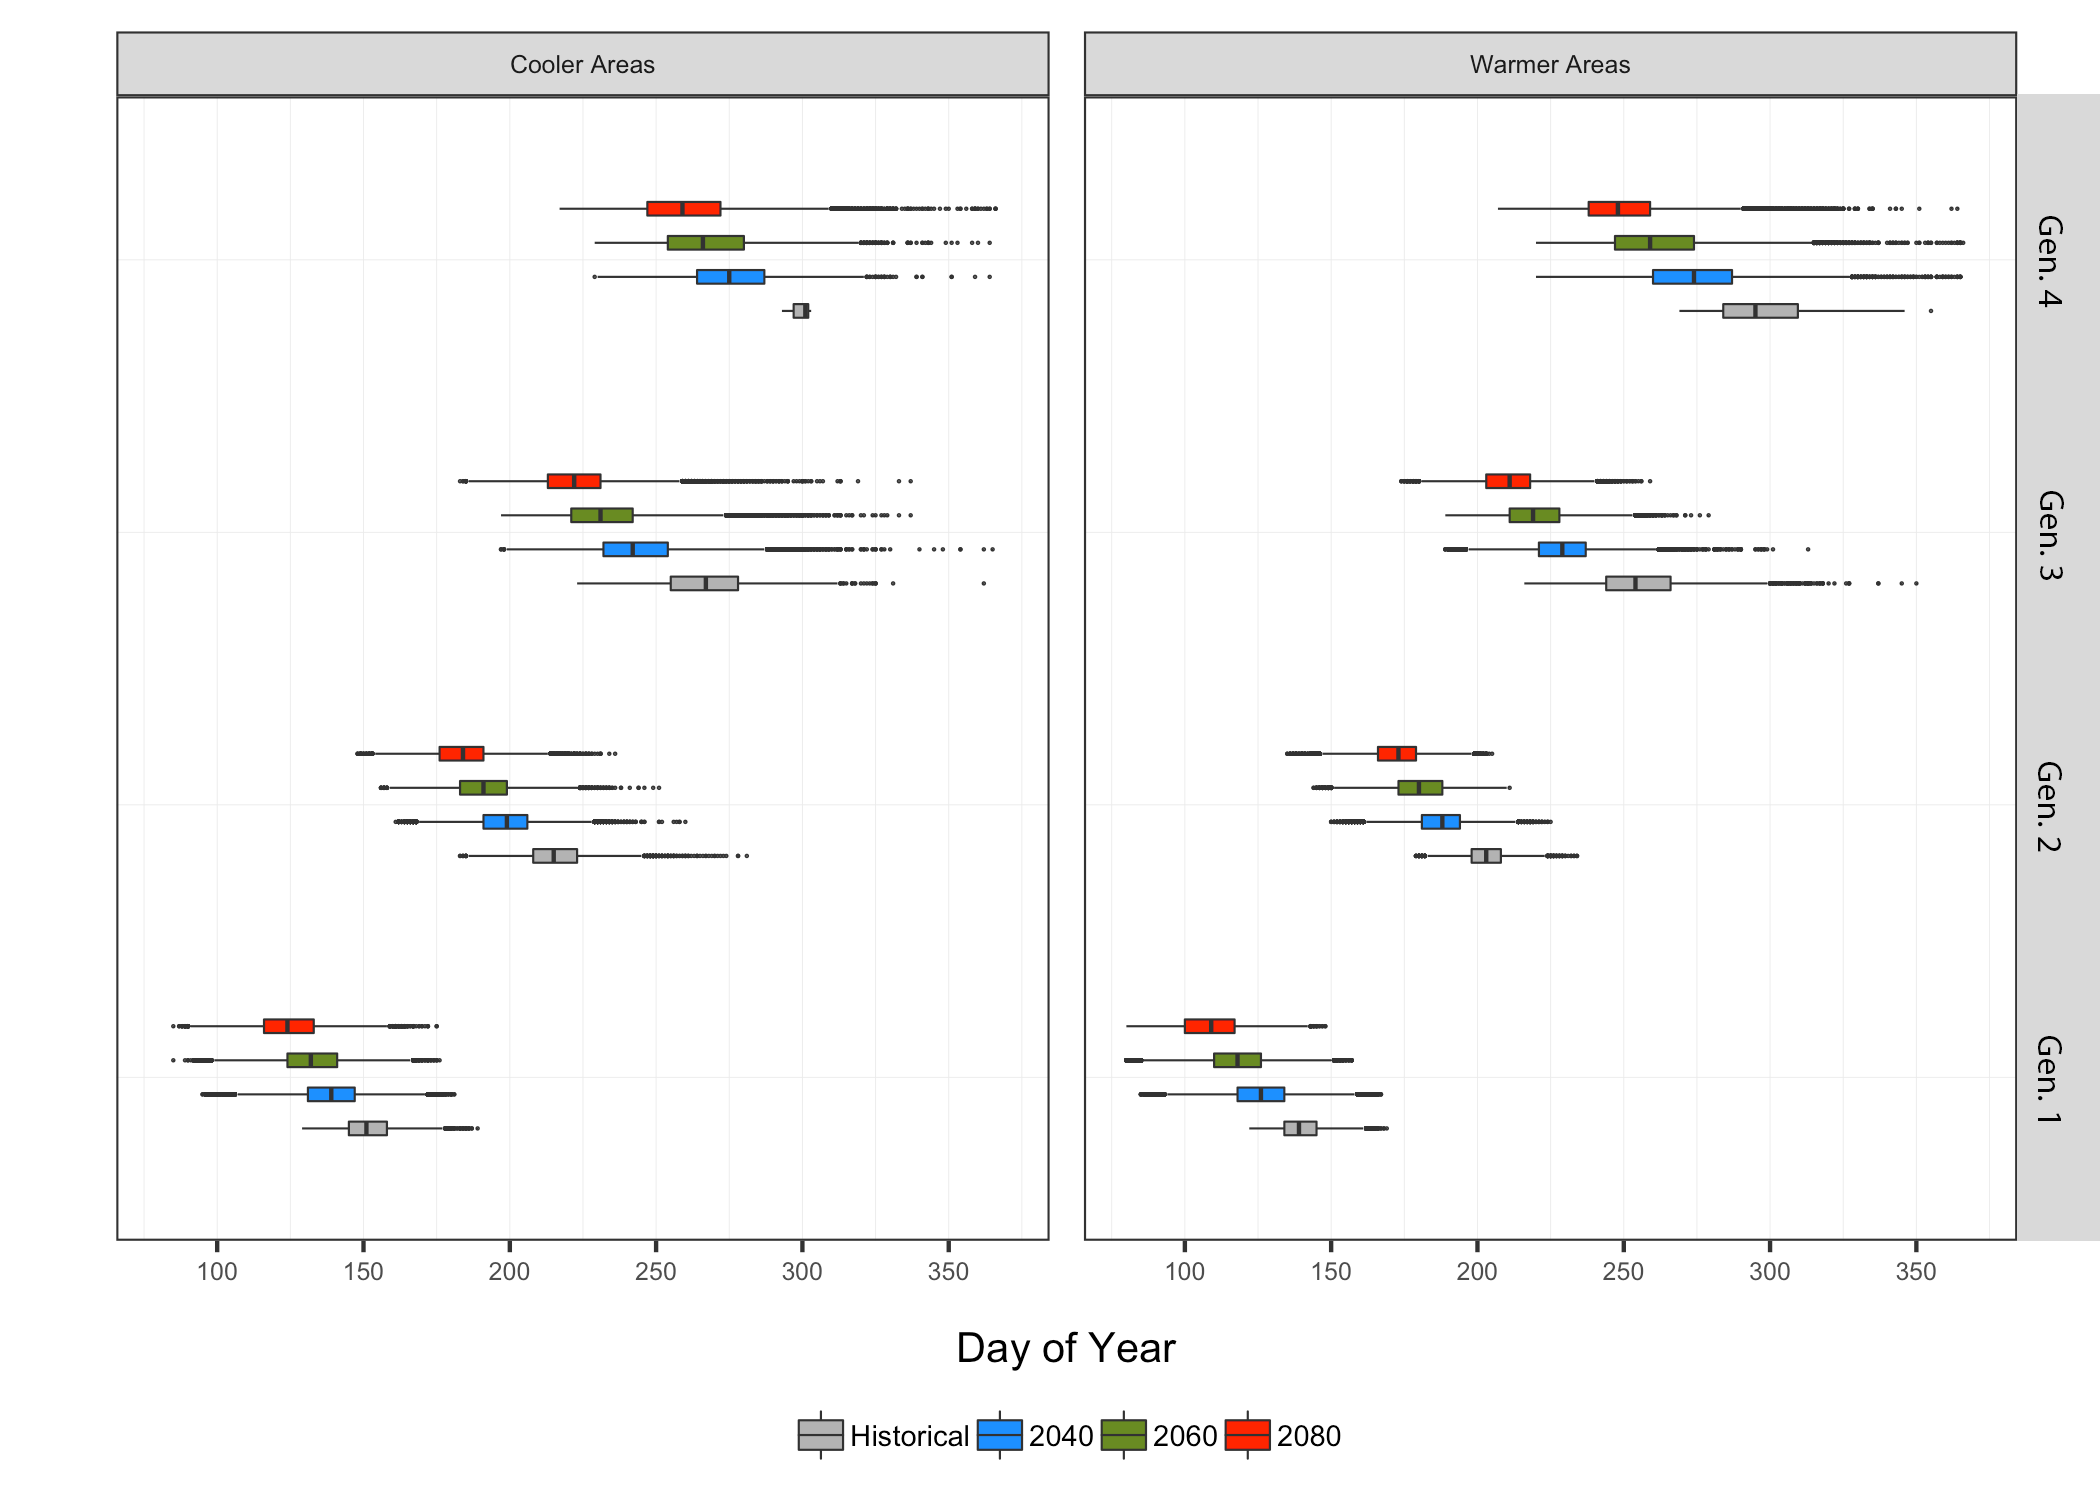 Cooler Areas
Warmer Areas
Gen. 4
Gen. 3
Gen. 2
Gen. 1
100 150 200 250 300 350
100 150 200 250 300 350
Day of Year
Historical 2040 2060 2080